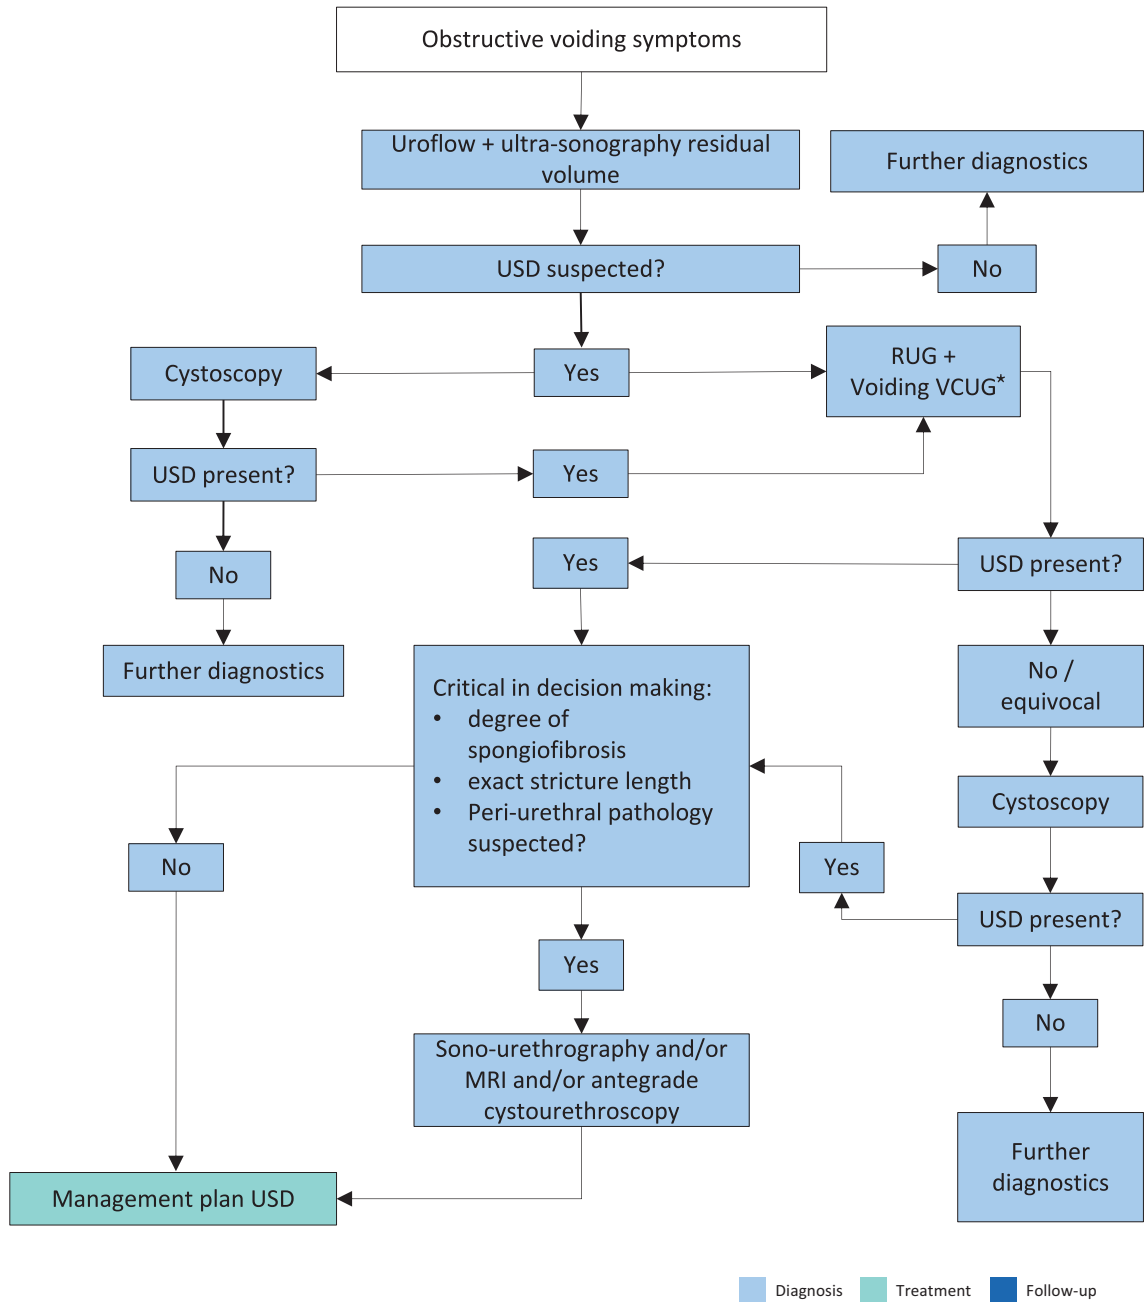 Obstructive voiding symptoms
Uroflow + ultra-sonography residual
volume
Further diagnostics
USD suspected?
No
Cystoscopy
Yes
RUG +
Voiding VCUG*
USD present?
Yes
No
Yes
USD present?
Further diagnostics
Critical in decision making:
• degree of
spongiofibrosis
• exact stricture length
• Peri-urethral pathology
suspected?
No /
equivocal
Cystoscopy
No
Yes
USD present?
Yes
No
Sono-urethrography and/or
MRI and/or antegrade
cystourethroscopy
Further
diagnostics
Management plan USD
Diagnosis
Treatment
Follow-up